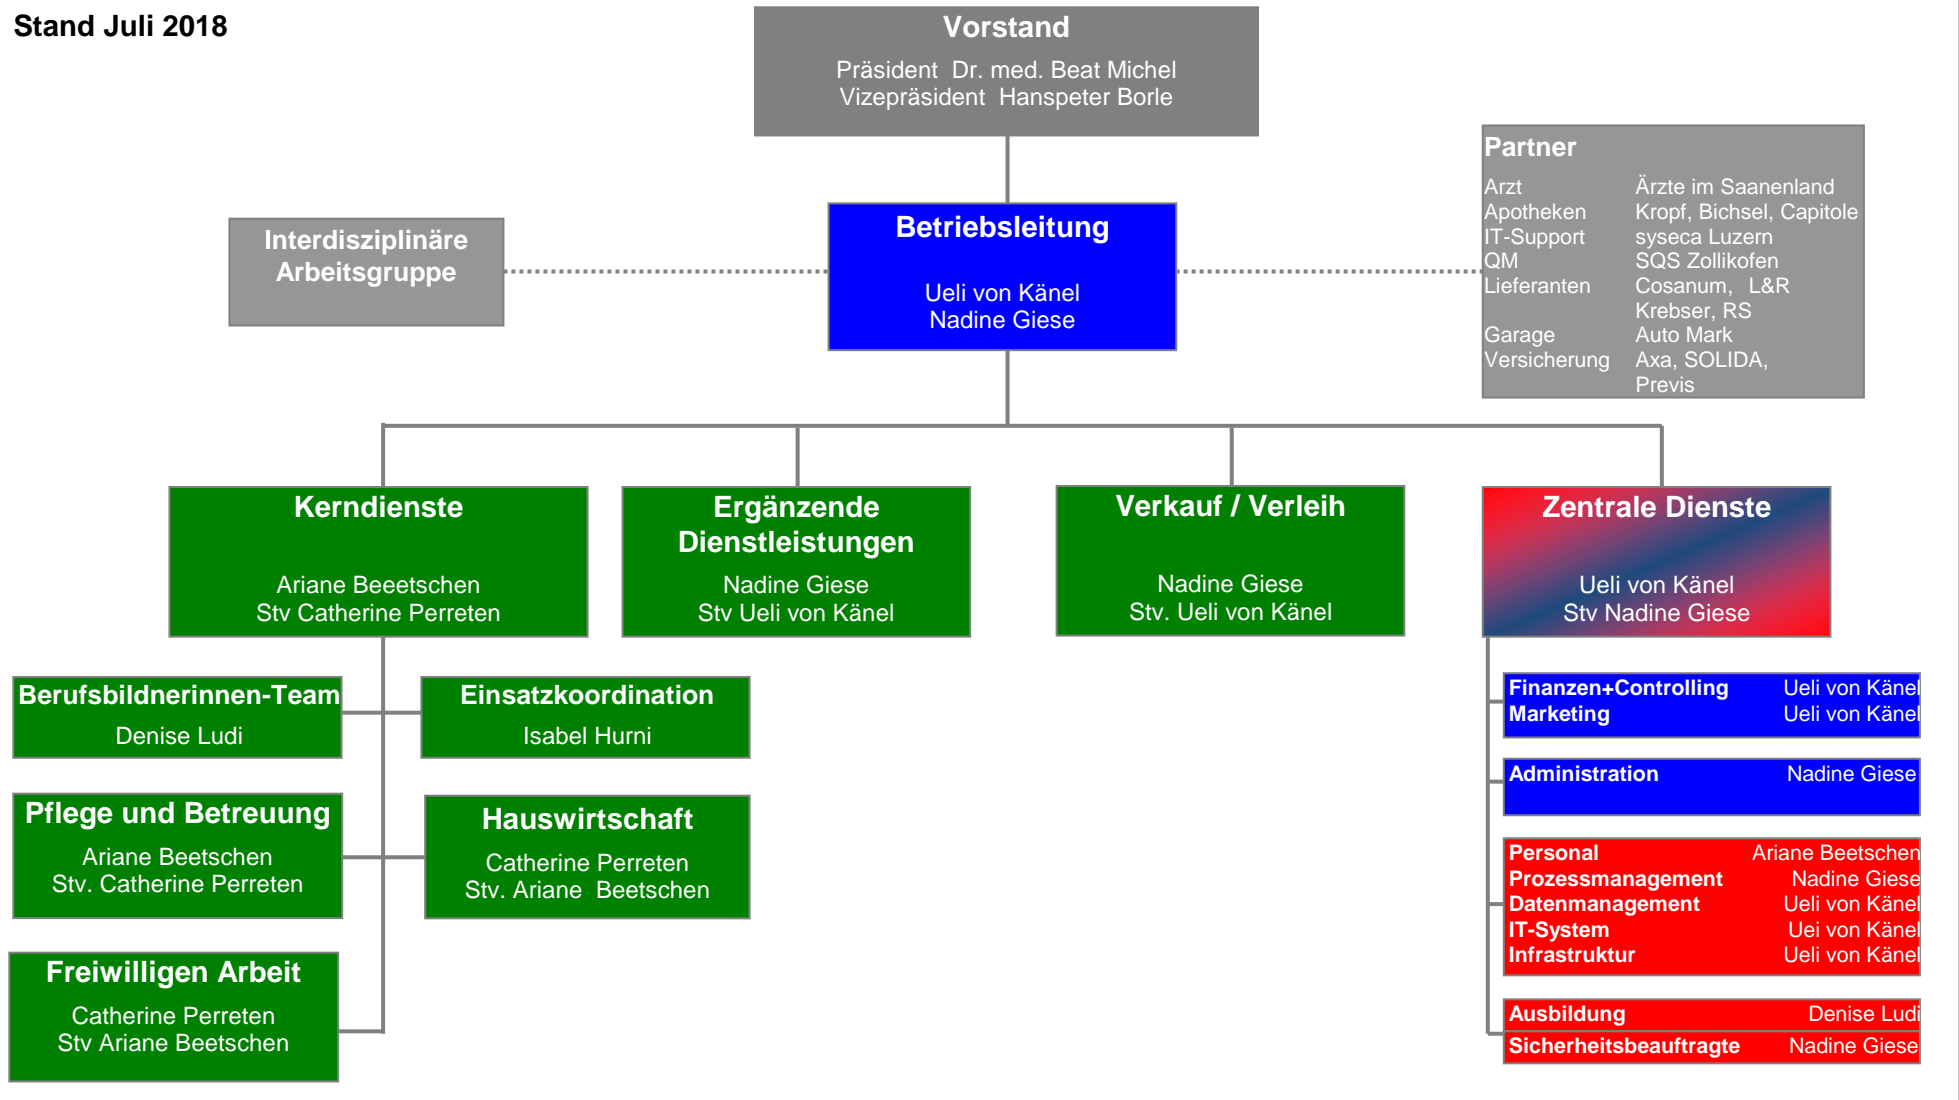 Stand Juli 2018
Vorstand
Präsident  Dr. med. Beat Michel
Vizepräsident  Hanspeter Borle
Partner
Arzt Ärzte im Saanenland
Apotheken Kropf, Bichsel, Capitole
IT-Support syseca Luzern
QM SQS Zollikofen
Lieferanten Cosanum,  L&R
Krebser, RS
Garage Auto Mark
Versicherung Axa, SOLIDA,
Previs
Interdisziplinäre
Arbeitsgruppe
Betriebsleitung
Ueli von Känel
Nadine Giese
Kerndienste
Ariane Beeetschen
Stv Catherine Perreten
Ergänzende
Dienstleistungen
Nadine Giese
Stv Ueli von Känel
Verkauf / Verleih
Nadine Giese
Stv. Ueli von Känel
Zentrale Dienste
Ueli von Känel
Stv Nadine Giese
Berufsbildnerinnen-Team
Denise Ludi
Einsatzkoordination
Isabel Hurni
Pflege und Betreuung
Ariane Beetschen
Stv. Catherine Perreten
Hauswirtschaft
Catherine Perreten
Stv. Ariane  Beetschen
Freiwilligen Arbeit
Catherine Perreten
Stv Ariane Beetschen
Finanzen+Controlling Ueli von Känel
Marketing Ueli von Känel
Administration Nadine Giese
Personal Ariane Beetschen
Prozessmanagement Nadine Giese
Datenmanagement Ueli von Känel
IT-System Uei von Känel
Infrastruktur Ueli von Känel
Ausbildung Denise Ludi
Sicherheitsbeauftragte Nadine Giese